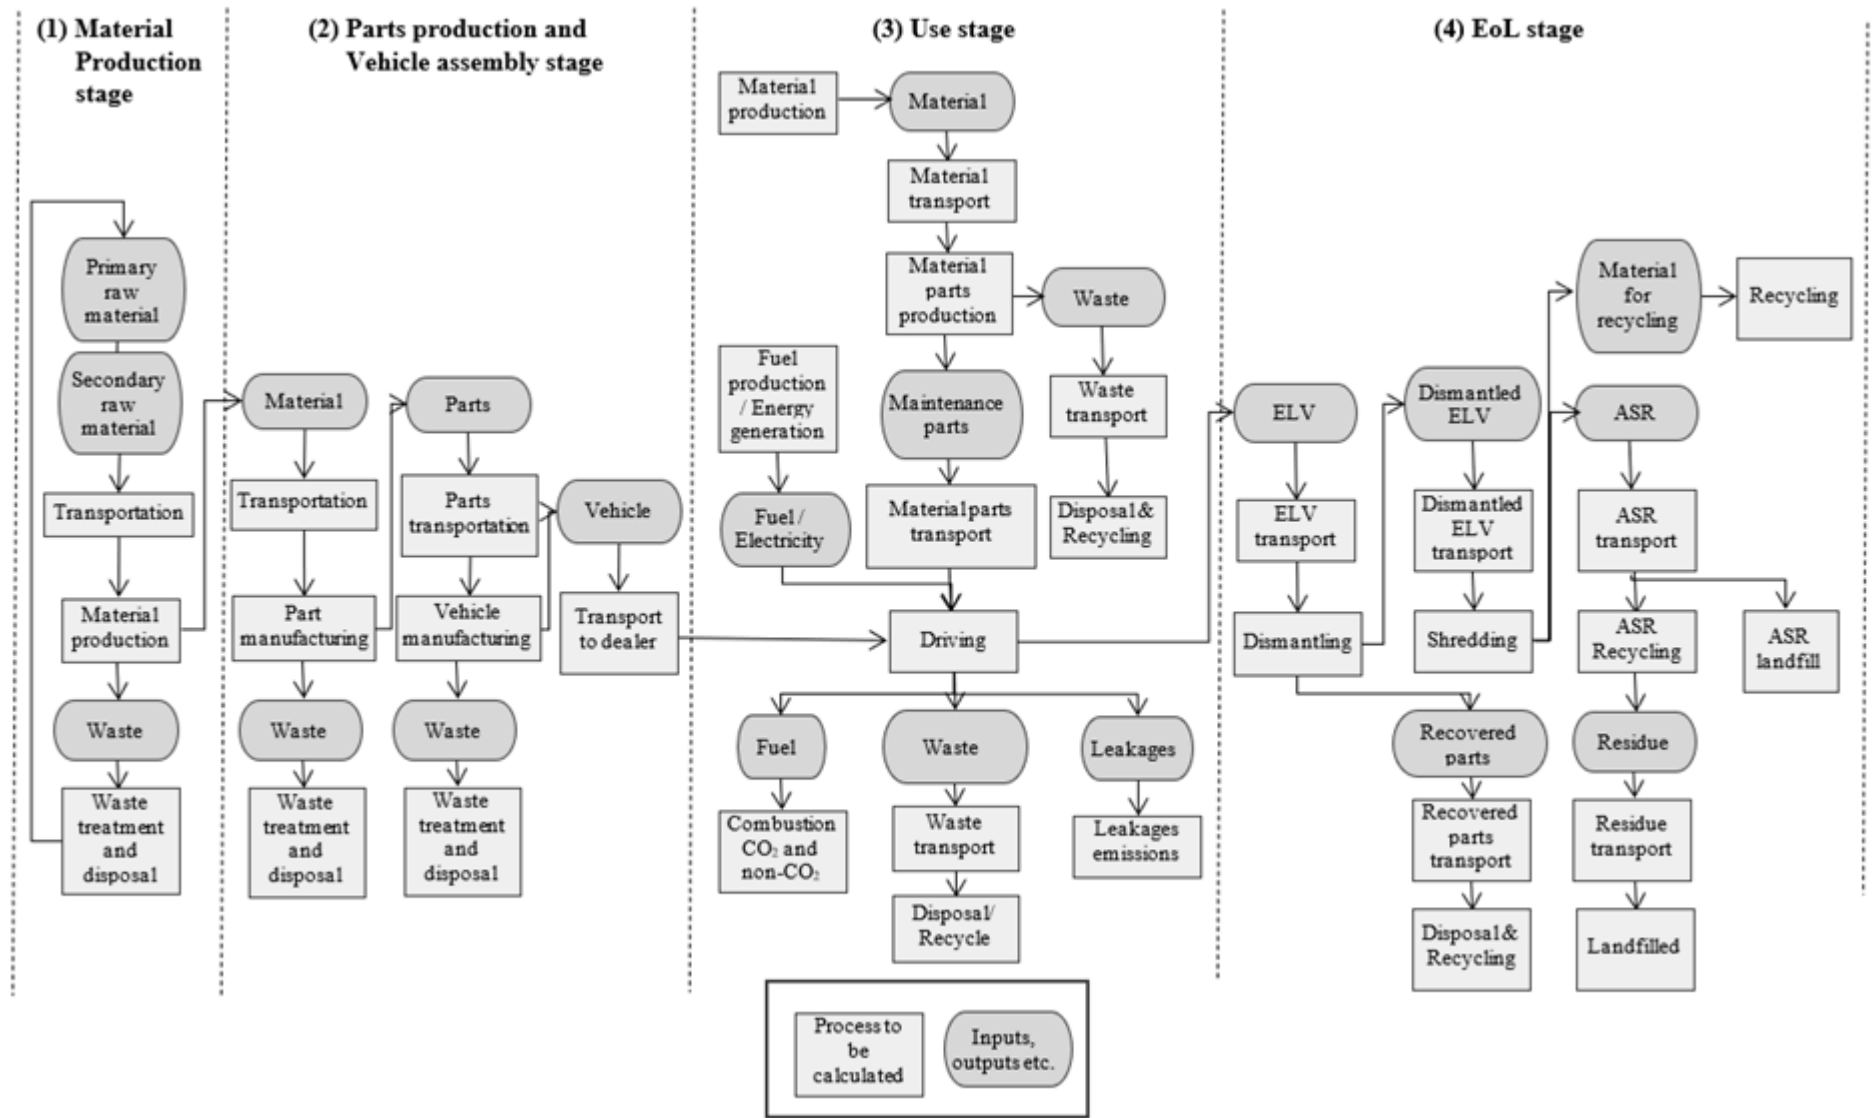 (1) Material
Production
stage
(2) Parts production and
Vehicle assembly stage
(3) Use stage
(4) EoL stage
Primary
raw
material
Secondary
raw
material
Transportation
Material
production
Waste
Waste
treatment
and
disposal
Material
Transportation
Part
manufacturing
Waste
Waste
treatment
and
disposal
Parts
Parts
transportation
Vehicle
manufacturing
Waste
Waste
treatment
and
disposal
Vehicle
Transport
to dealer
Material
production
Material
Material
transport
Material
parts
production
Waste
Waste
transport
Disposal &
Recycling
Fuel
production
/ Energy
generation
Fuel /
Electricity
Maintenance
parts
Material parts
transport
Driving
Fuel
Combustion
CO₂ and
non-CO₂
Waste
Waste
transport
Disposal/
Recycle
Leakages
Leakages
emissions
ELV
ELV
transport
Dismantling
Dismantled
ELV
Dismantled
ELV
transport
Shredding
Recovered
parts
Recovered
parts
transport
Disposal &
Recycling
Material
for
recycling
Recycling
ASR
ASR
transport
ASR
Recycling
ASR
landfill
Residue
Residue
transport
Landfilled
Process to
be
calculated
Inputs,
outputs etc.